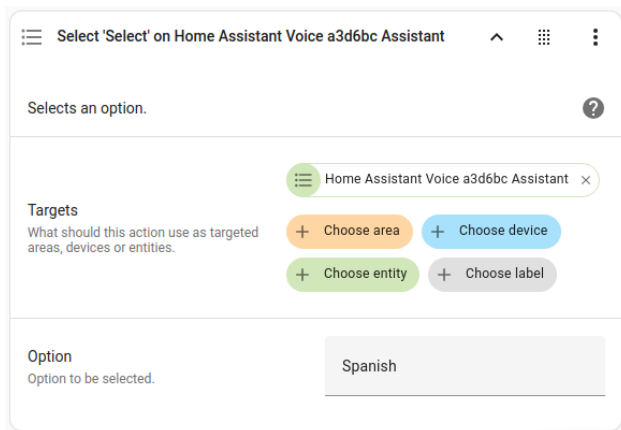 Select 'Select' on Home Assistant Voice a3d6bc Assistant
Selects an option.
Home Assistant Voice a3d6bc Assistant
Targets
What should this action use as targeted
areas, devices or entities.
Choose area
Choose device
Choose entity
Choose label
Option
Option to be selected.
Spanish